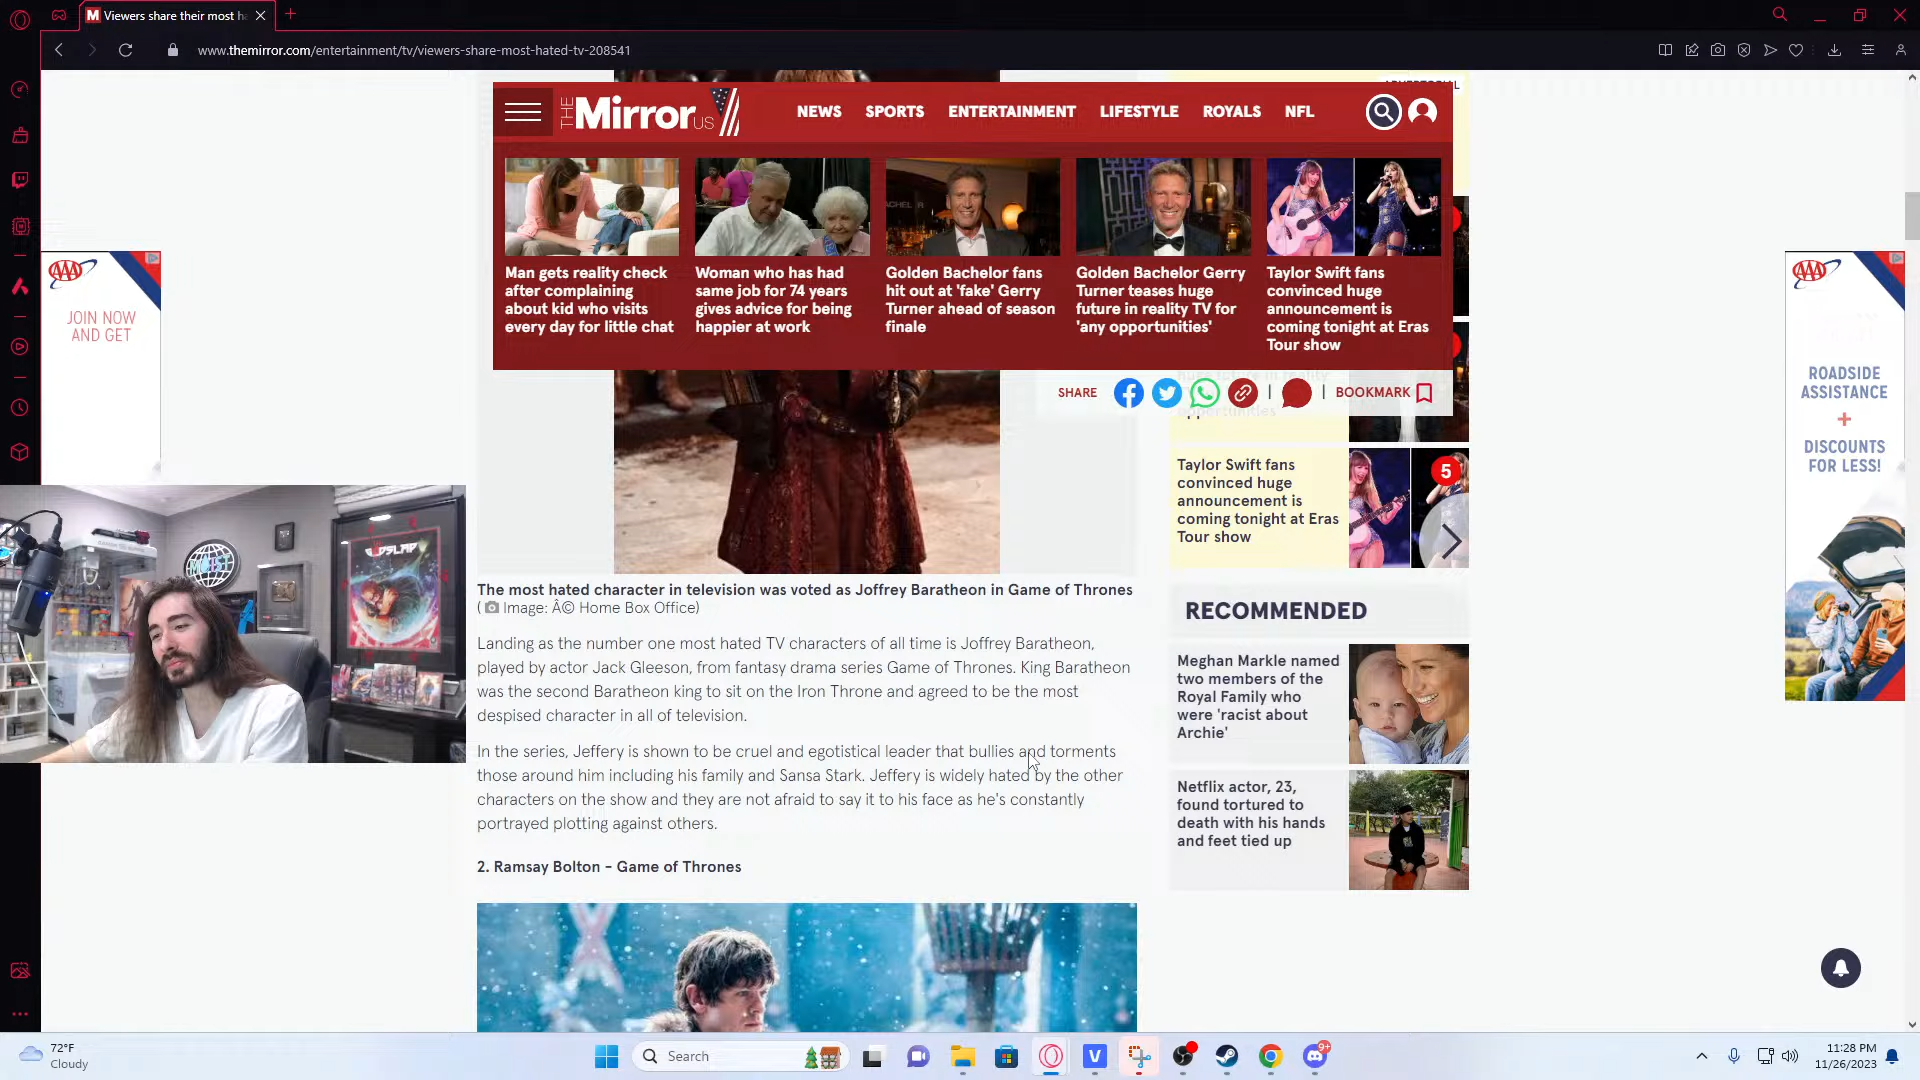 Viewers share their most h
www.themirror.com/entertainment/tv/viewers-share-most-hated-tv-208541
THE Mirror US
NEWS
SPORTS
ENTERTAINMENT
LIFESTYLE
ROYALS
NFL
Man gets reality check
after complaining
about kid who visits
every day for little chat
Woman who has had
same job for 74 years
gives advice for being
happier at work
Golden Bachelor fans
hit out at 'fake' Gerry
Turner ahead of season
finale
Golden Bachelor Gerry
Turner teases huge
future in reality TV for
'any opportunities'
Taylor Swift fans
convinced huge
announcement is
coming tonight at Eras
Tour show
SHARE
BOOKMARK
AAA
JOIN NOW
AND GET
AAA
ROADSIDE
ASSISTANCE
+
DISCOUNTS
FOR LESS!
MOIST
Taylor Swift fans
convinced huge
announcement is
coming tonight at Eras
Tour show
5
The most hated character in television was voted as Joffrey Baratheon in Game of Thrones
( Image: Â© Home Box Office)
Landing as the number one most hated TV characters of all time is Joffrey Baratheon,
played by actor Jack Gleeson, from fantasy drama series Game of Thrones. King Baratheon
was the second Baratheon king to sit on the Iron Throne and agreed to be the most
despised character in all of television.
In the series, Jeffery is shown to be cruel and egotistical leader that bullies and torments
those around him including his family and Sansa Stark. Jeffery is widely hated by the other
characters on the show and they are not afraid to say it to his face as he's constantly
portrayed plotting against others.
2. Ramsay Bolton - Game of Thrones
RECOMMENDED
Meghan Markle named
two members of the
Royal Family who
were 'racist about
Archie'
Netflix actor, 23,
found tortured to
death with his hands
and feet tied up
72°F
Cloudy
Search
9+
11:28 PM
11/26/2023